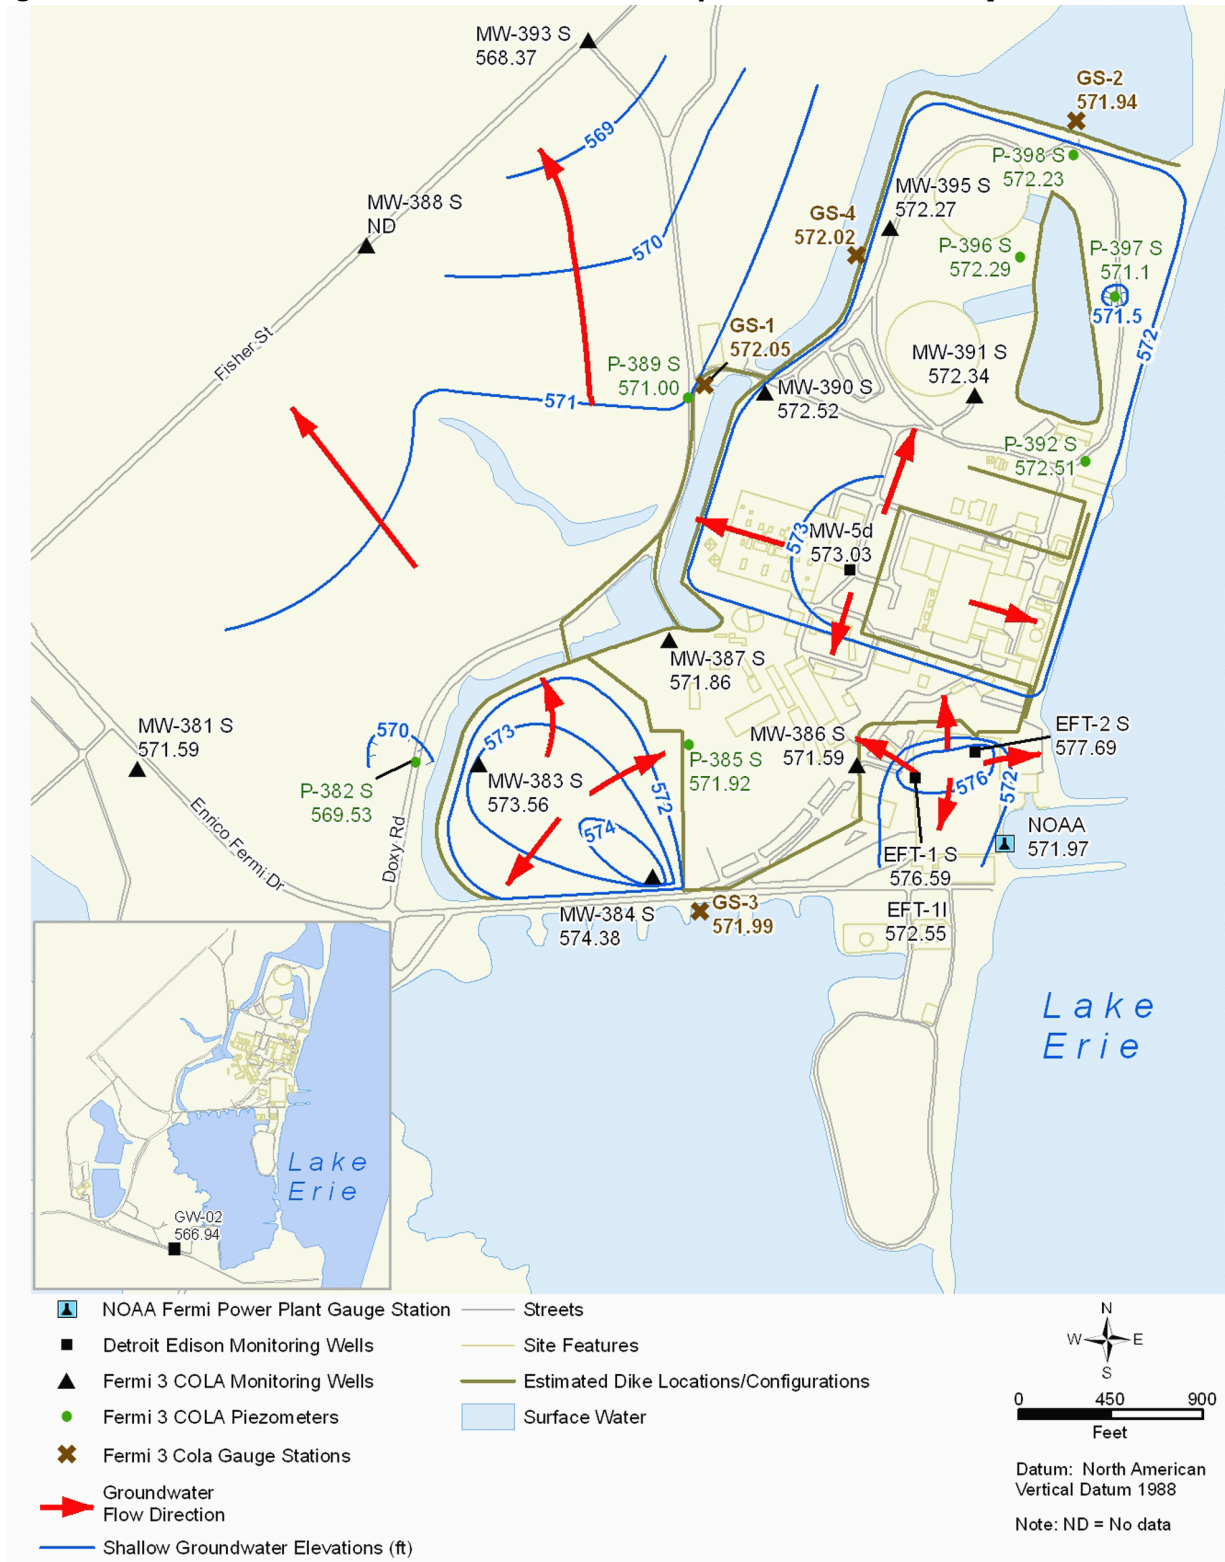 MW-393 S
568.37
GS-2
571.94
569
P-398 S
572.23
MW-395 S
572.27
MW-388 S
ND
GS-4
572.02
570
P-396 S
572.29
P-397 S
571.1
571.5
572
Fisher St
GS-1
572.05
P-389 S
571.00
MW-391 S
572.34
MW-390 S
572.52
571
P-392 S
572.51
573
MW-5d
573.03
MW-387 S
571.86
MW-381 S
571.59
570
573
MW-386 S
571.59
EFT-2 S
577.69
P-385 S
571.92
MW-383 S
573.56
572
576
572
P-382 S
569.53
574
NOAA
571.97
Enrico Fermi Dr
Doxy Rd
EFT-1 S
576.59
MW-384 S
574.38
GS-3
571.99
EFT-1I
572.55
Lake
Erie
Lake
Erie
GW-02
566.94
NOAA Fermi Power Plant Gauge Station
Detroit Edison Monitoring Wells
Fermi 3 COLA Monitoring Wells
Fermi 3 COLA Piezometers
Fermi 3 Cola Gauge Stations
Groundwater
Flow Direction
Shallow Groundwater Elevations (ft)
Streets
Site Features
Estimated Dike Locations/Configurations
Surface Water
N
W E
S
0 450 900
Feet
Datum: North American
Vertical Datum 1988
Note: ND = No data